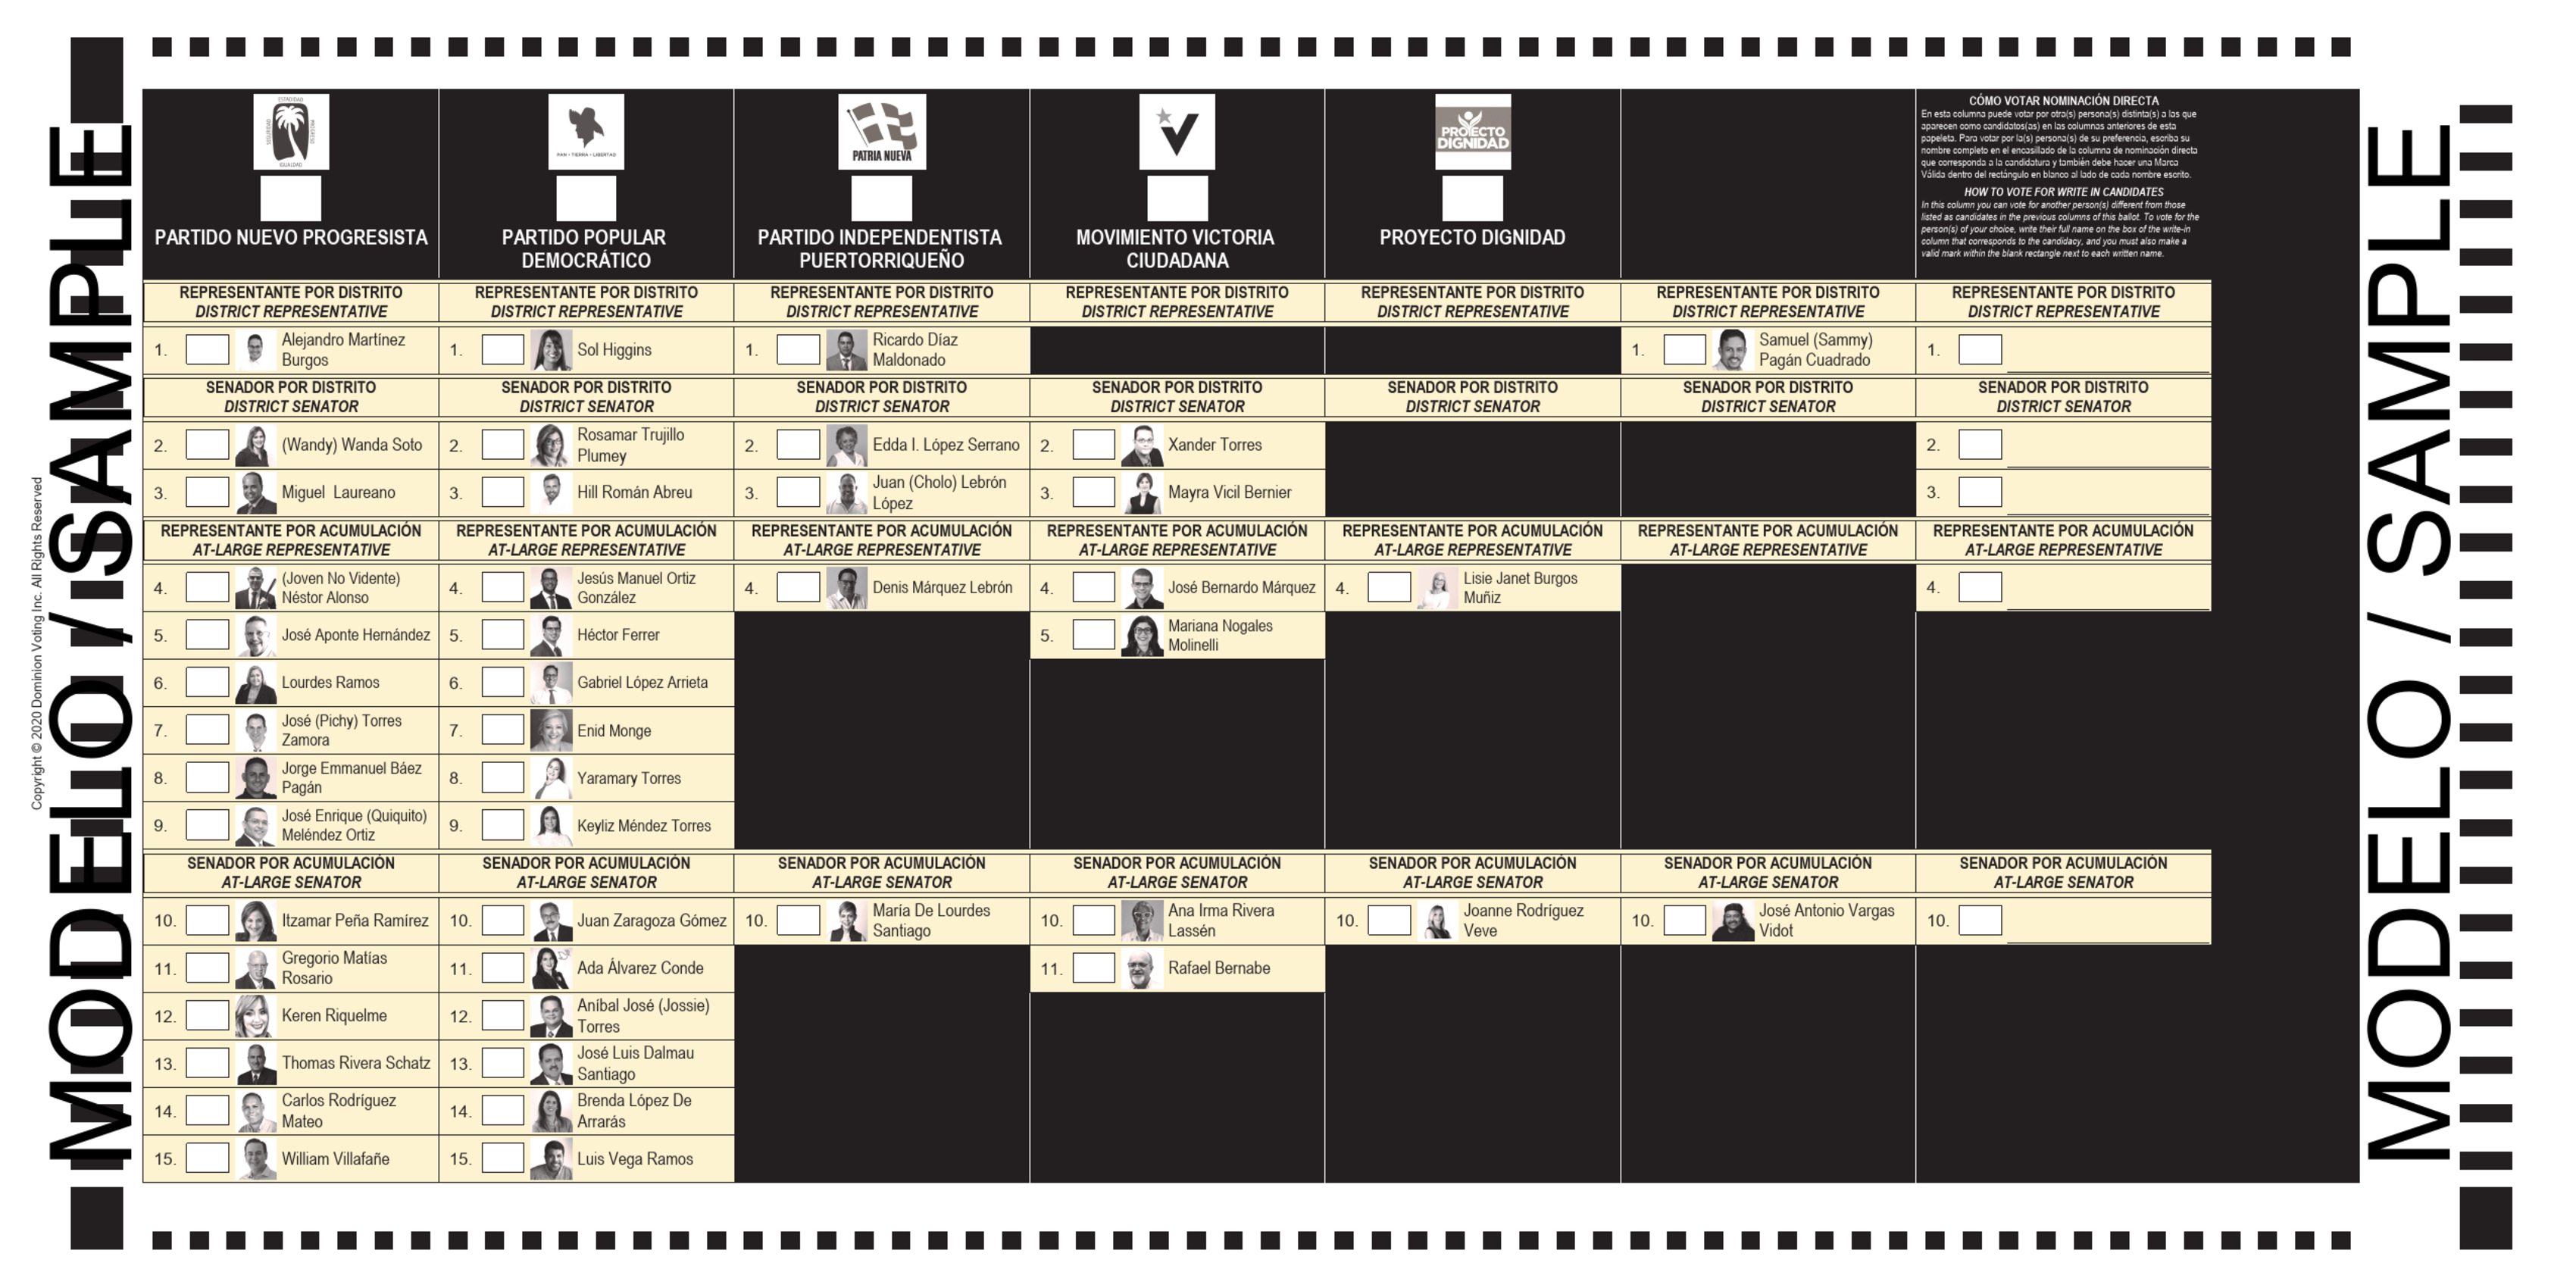 MODELO / SAMPLE
Copyright © 2020 Dominion Voting Inc. All Rights Reserved
ESTADIDAD
PROGRESO
IGUALDAD
PARTIDO NUEVO PROGRESISTA
PAN • TIERRA • LIBERTAD
PARTIDO POPULAR
DEMOCRÁTICO
PATRIA NUEVA
PARTIDO INDEPENDENTISTA
PUERTORRIQUEÑO
MOVIMIENTO VICTORIA
CIUDADANA
PROYECTO
DIGNIDAD
PROYECTO DIGNIDAD
CÓMO VOTAR NOMINACIÓN DIRECTA
En esta columna puede votar por otra(s) persona(s) distinta(s) a las que
aparecen como candidatos(as) en las columnas anteriores de esta
papeleta. Para votar por la(s) persona(s) de su preferencia, escriba su
nombre completo en el encasillado de la columna de nominación directa
que corresponda a la candidatura y también debe hacer una Marca
Válida dentro del rectángulo en blanco al lado de cada nombre escrito.
HOW TO VOTE FOR WRITE IN CANDIDATES
In this column you can vote for another person(s) different from those
listed as candidates in the previous columns of this ballot. To vote for the
person(s) of your choice, write their full name on the box of the write-in
column that corresponds to the candidacy, and you must also make a
valid mark within the blank rectangle next to each written name.
REPRESENTANTE POR DISTRITO
DISTRICT REPRESENTATIVE
REPRESENTANTE POR DISTRITO
DISTRICT REPRESENTATIVE
REPRESENTANTE POR DISTRITO
DISTRICT REPRESENTATIVE
REPRESENTANTE POR DISTRITO
DISTRICT REPRESENTATIVE
REPRESENTANTE POR DISTRITO
DISTRICT REPRESENTATIVE
REPRESENTANTE POR DISTRITO
DISTRICT REPRESENTATIVE
REPRESENTANTE POR DISTRITO
DISTRICT REPRESENTATIVE
1. Alejandro Martínez
Burgos
1. Sol Higgins
1. Ricardo Díaz
Maldonado
1. Samuel (Sammy)
Pagán Cuadrado
1.
SENADOR POR DISTRITO
DISTRICT SENATOR
SENADOR POR DISTRITO
DISTRICT SENATOR
SENADOR POR DISTRITO
DISTRICT SENATOR
SENADOR POR DISTRITO
DISTRICT SENATOR
SENADOR POR DISTRITO
DISTRICT SENATOR
SENADOR POR DISTRITO
DISTRICT SENATOR
SENADOR POR DISTRITO
DISTRICT SENATOR
2. (Wandy) Wanda Soto
2. Rosamar Trujillo
Plumey
2. Edda I. López Serrano
2. Xander Torres
2.
3. Miguel Laureano
3. Hill Román Abreu
3. Juan (Cholo) Lebrón
López
3. Mayra Vicil Bernier
3.
REPRESENTANTE POR ACUMULACIÓN
AT-LARGE REPRESENTATIVE
REPRESENTANTE POR ACUMULACIÓN
AT-LARGE REPRESENTATIVE
REPRESENTANTE POR ACUMULACIÓN
AT-LARGE REPRESENTATIVE
REPRESENTANTE POR ACUMULACIÓN
AT-LARGE REPRESENTATIVE
REPRESENTANTE POR ACUMULACIÓN
AT-LARGE REPRESENTATIVE
REPRESENTANTE POR ACUMULACIÓN
AT-LARGE REPRESENTATIVE
REPRESENTANTE POR ACUMULACIÓN
AT-LARGE REPRESENTATIVE
4. (Joven No Vidente)
Néstor Alonso
4. Jesús Manuel Ortiz
González
4. Denis Márquez Lebrón
4. José Bernardo Márquez
4. Lisie Janet Burgos
Muñiz
4.
5. José Aponte Hernández
5. Héctor Ferrer
5. Mariana Nogales
Molinelli
6. Lourdes Ramos
6. Gabriel López Arrieta
7. José (Pichy) Torres
Zamora
7. Enid Monge
8. Jorge Emmanuel Báez
Pagán
8. Yaramary Torres
9. José Enrique (Quiquito)
Meléndez Ortiz
9. Keyliz Méndez Torres
SENADOR POR ACUMULACIÓN
AT-LARGE SENATOR
SENADOR POR ACUMULACIÓN
AT-LARGE SENATOR
SENADOR POR ACUMULACIÓN
AT-LARGE SENATOR
SENADOR POR ACUMULACIÓN
AT-LARGE SENATOR
SENADOR POR ACUMULACIÓN
AT-LARGE SENATOR
SENADOR POR ACUMULACIÓN
AT-LARGE SENATOR
SENADOR POR ACUMULACIÓN
AT-LARGE SENATOR
10. Itzamar Peña Ramírez
10. Juan Zaragoza Gómez
10. María De Lourdes
Santiago
10. Ana Irma Rivera
Lassén
10. Joanne Rodríguez
Veve
10. José Antonio Vargas
Vidot
10.
11. Gregorio Matías
Rosario
11. Ada Álvarez Conde
11. Rafael Bernabe
12. Keren Riquelme
12. Aníbal José (Jossie)
Torres
13. Thomas Rivera Schatz
13. José Luis Dalmau
Santiago
14. Carlos Rodríguez
Mateo
14. Brenda López De
Arrarás
15. William Villafañe
15. Luis Vega Ramos
MODELO / SAMPLE